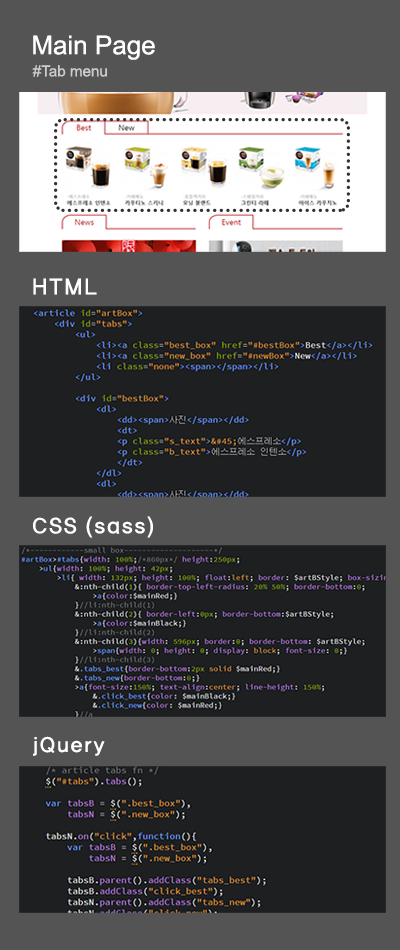 Main Page
#Tab menu
Best New
에스프레소 인텐소 카푸치노 스키니 모닝 블렌드 그린티 라떼 아이스 카푸치노
News Event
HTML
<article id="artBox">
<div id="tabs">
<ul>
<li><a class="best_box" href="#bestBox">Best</a></li>
<li><a class="new_box" href="#newBox">New</a></li>
<li class="none"><span></span></li>
</ul>
<div id="bestBox">
<dl>
<dd><span>사진</span></dd>
<dt>
<p class="s_text">&#45;에스프레소</p>
<p class="b_text">에스프레소 인텐소</p>
</dt>
</dl>
<dl>
<dd><span>사진</span></dd>
CSS (sass)
/*------------small box--------------------*/
#artBox>#tabs{width: 100%;/*860px*/ height:250px;
>ul{width: 100%; height: 42px;
>li{ width: 132px; height: 100%; float:left; border: $artBStyle; box-sizin
&:nth-child(1){ border-top-left-radius: 20% 50%; border-bottom:0;
>a{color:$mainRed;}
}//li:nth-child(1)
&:nth-child(2){ border-left:0px; border-bottom:$artBStyle;
>a{color:$mainBlack;}
}//li:nth-child(2)
&:nth-child(3){width: 596px; border:0; border-bottom: $artBStyle;
>span{width: 0; height: 0; display: block; font-size: 0;}
}//li:nth-child(3)
&.tabs_best{border-bottom:2px solid $mainRed;}
&.tabs_new{border-bottom:0;}
>a{font-size:150%; text-align:center; line-height: 150%;
&.click_best{color: $mainBlack;}
&.click_new{color: $mainRed;}
}//a
jQuery
/* article tabs fn */
$("#tabs").tabs();
var tabsB = $(".best_box"),
tabsN = $(".new_box");
tabsN.on("click",function(){
var tabsB = $(".best_box"),
tabsN = $(".new_box");
tabsB.parent().addClass("tabs_best");
tabsB.addClass("click_best");
tabsN.parent().addClass("tabs_new");
tabsN.addClass("click_new");